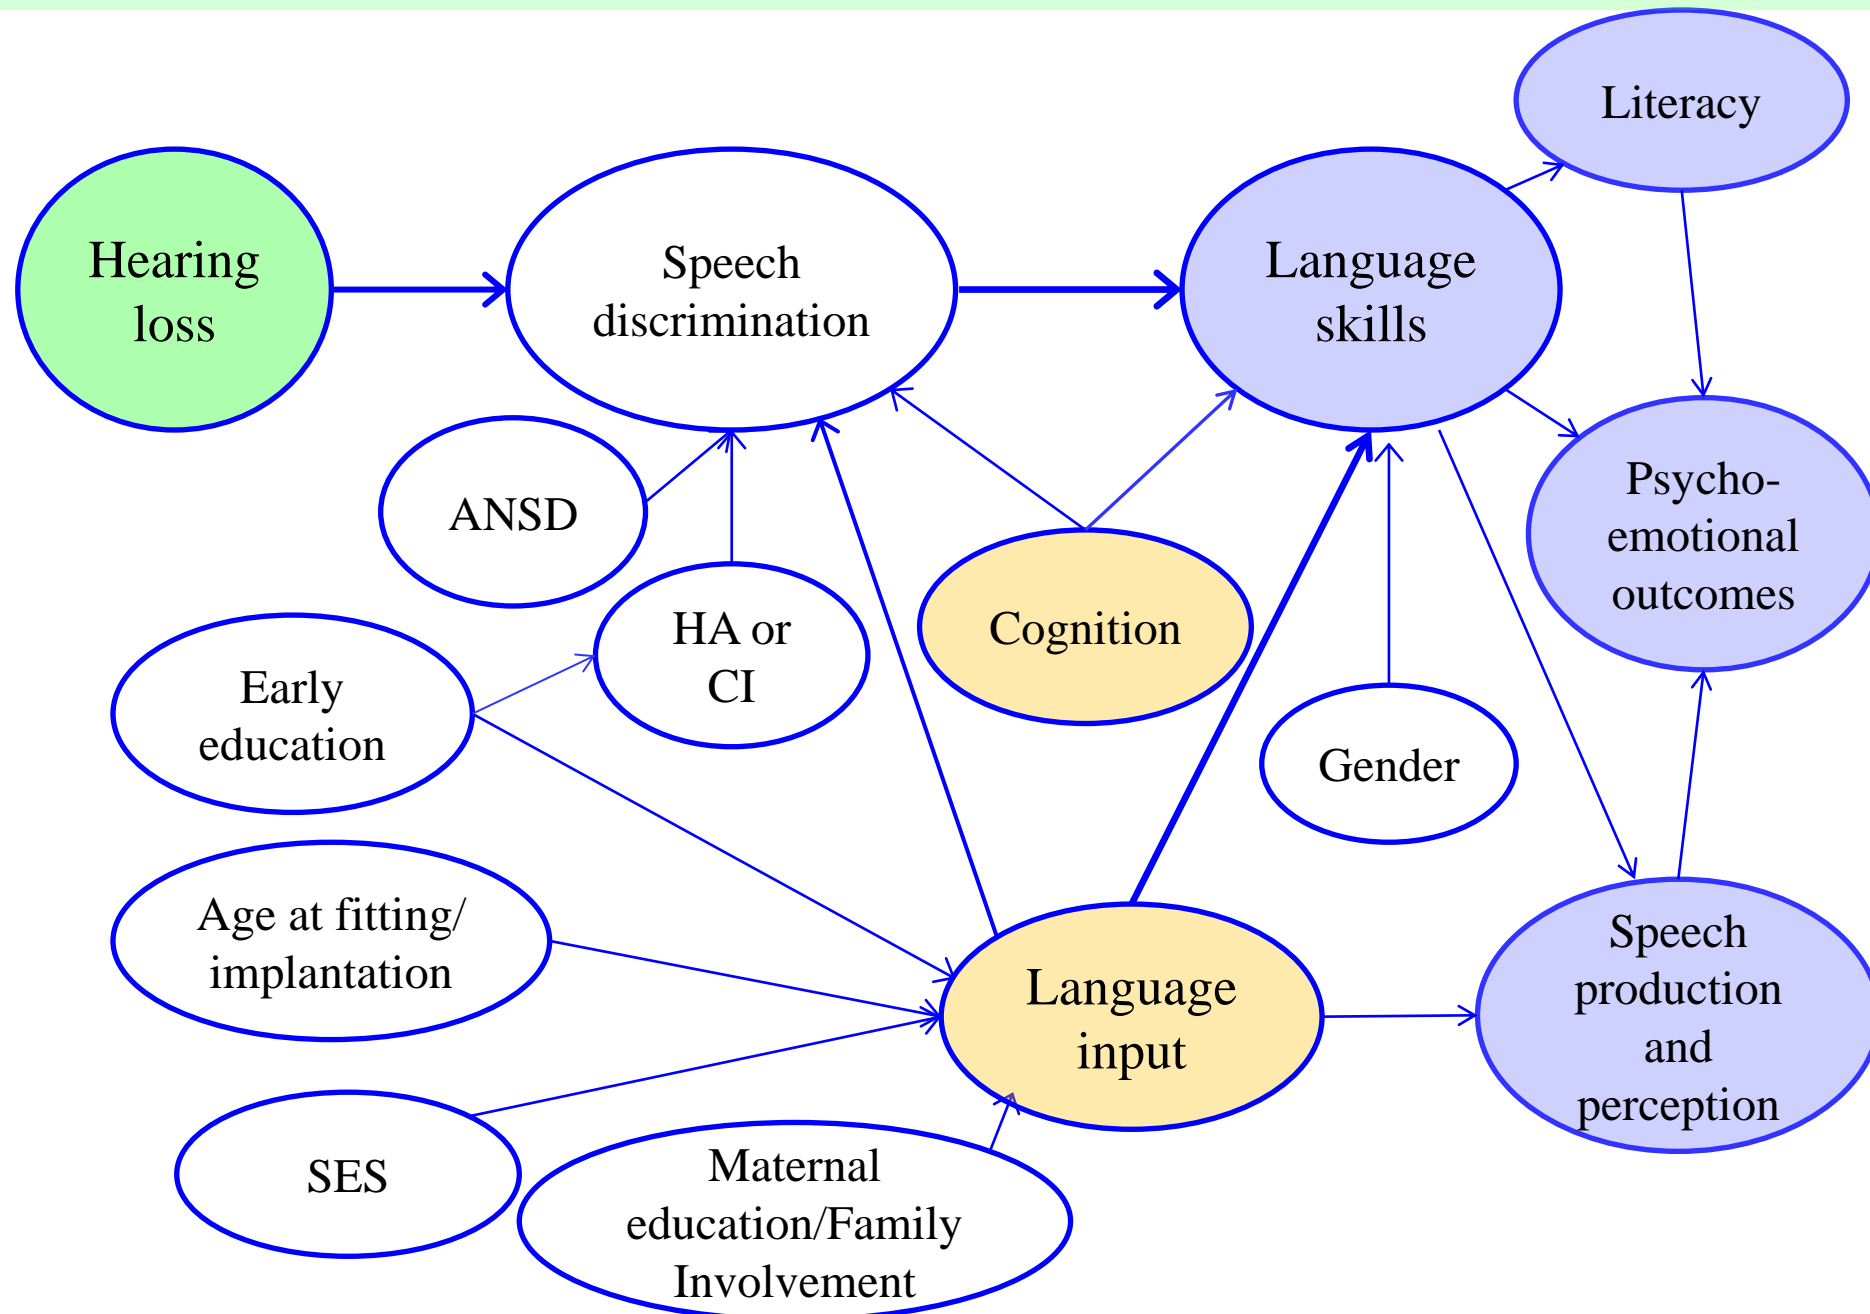 Literacy
Hearing
loss
Speech
discrimination
Language
skills
Psycho-
emotional
outcomes
ANSD
HA or
CI
Cognition
Early
education
Gender
Age at fitting/
implantation
Language
input
Speech
production
and
perception
SES
Maternal
education/Family
Involvement